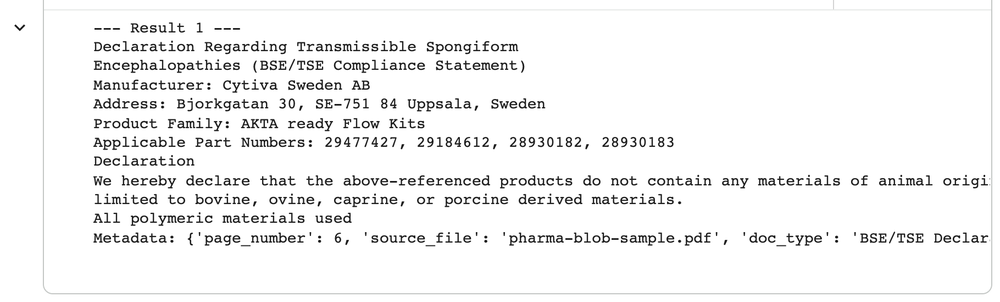 --- Result 1 ---
Declaration Regarding Transmissible Spongiform
Encephalopathies (BSE/TSE Compliance Statement)
Manufacturer: Cytiva Sweden AB
Address: Bjorkgatan 30, SE-751 84 Uppsala, Sweden
Product Family: AKTA ready Flow Kits
Applicable Part Numbers: 29477427, 29184612, 28930182, 28930183
Declaration
We hereby declare that the above-referenced products do not contain any materials of animal origi
limited to bovine, ovine, caprine, or porcine derived materials.
All polymeric materials used
Metadata: {'page_number': 6, 'source_file': 'pharma-blob-sample.pdf', 'doc_type': 'BSE/TSE Declar